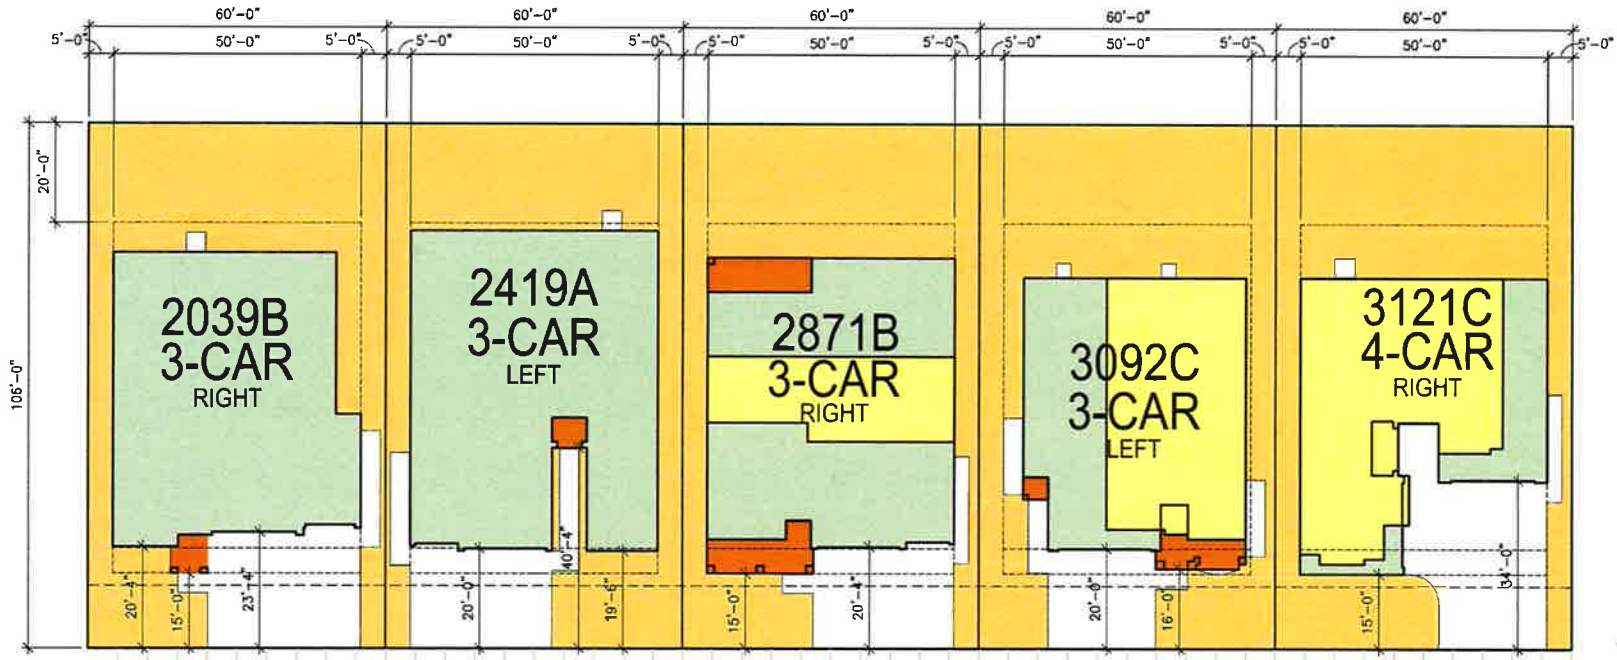 60'-0" 60'-0" 60'-0" 60'-0" 60'-0"
5'-0" 50'-0" 5'-0" 5'-0" 50'-0" 5'-0" 5'-0" 50'-0" 5'-0" 5'-0" 50'-0" 5'-0" 50'-0" 5'-0"
20'-0"
105'-0"
2039B
3-CAR
RIGHT
2419A
3-CAR
LEFT
2871B
3-CAR
RIGHT
3092C
3-CAR
LEFT
3121C
4-CAR
RIGHT
20'-4"
15'-0"
23'-4"
20'-0"
40'-4"
19'-6"
15'-0"
20'-4"
20'-0"
16'-0"
15'-0"
34'-0"